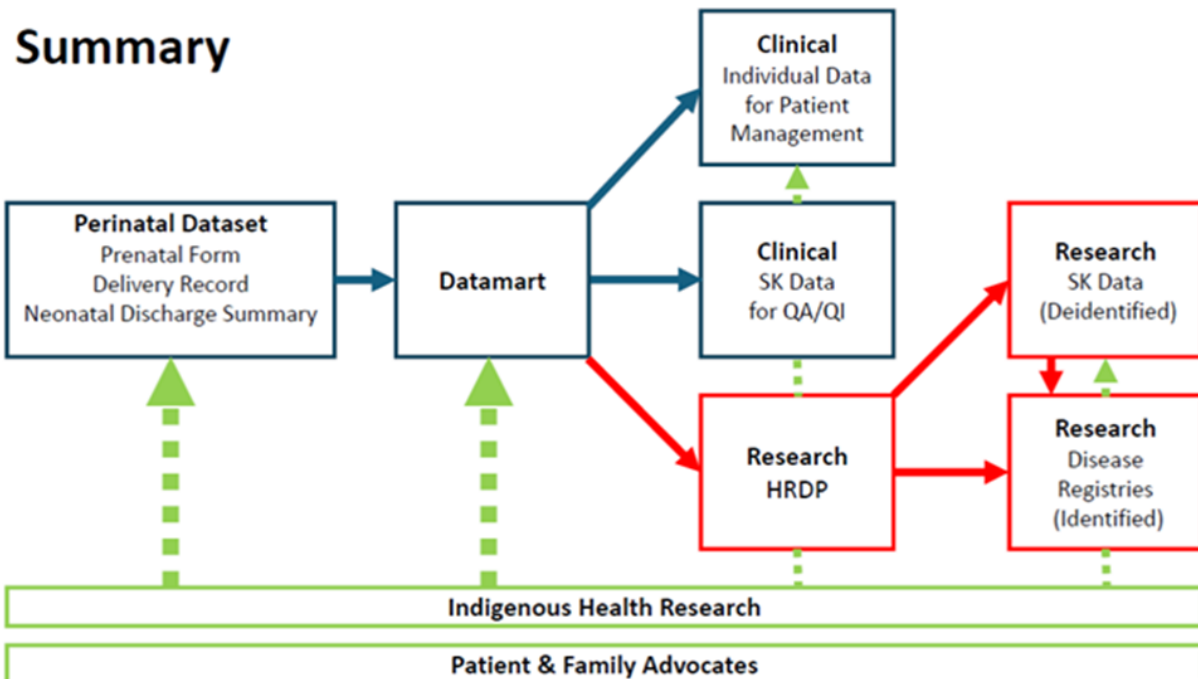 Summary
Clinical
Individual Data
for Patient
Management
Perinatal Dataset
Prenatal Form
Delivery Record
Neonatal Discharge Summary
Datamart
Clinical
SK Data
for QA/QI
Research
SK Data
(Deidentified)
Research
HRDP
Research
Disease
Registries
(Identified)
Indigenous Health Research
Patient & Family Advocates